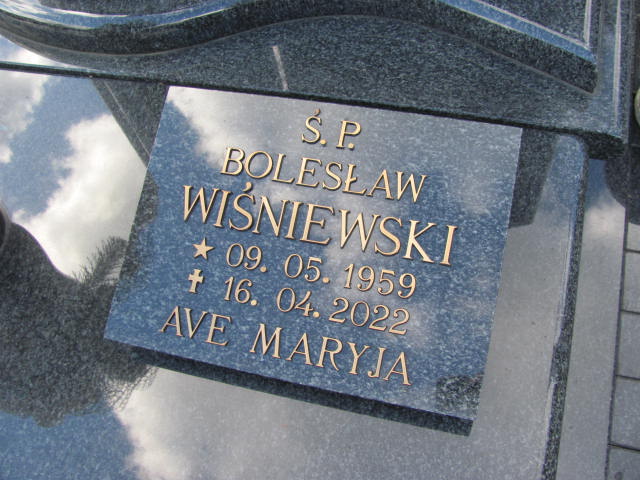 Ś. P.
BOLESŁAW
WIŚNIEWSKI
★ 09. 05. 1959
✝ 16. 04. 2022
AVE MARYJA